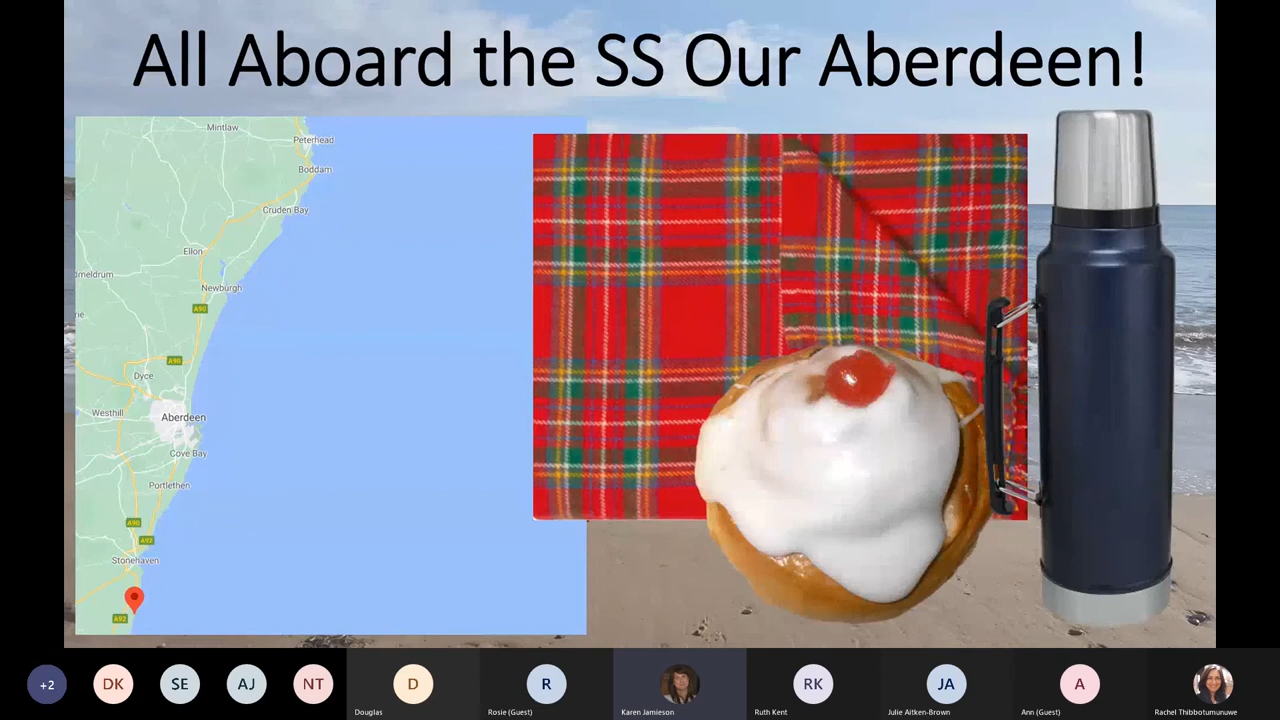 All Aboard the SS Our Aberdeen!
Mintlaw
Peterhead
Boddam
Cruden Bay
Ellon
dmeldrum
Newburgh
A90
rie.
A90
Dyce
Westhill
Aberdeen
Cove Bay
Portlethen
A90
A92
Stonehaven
A92
+2
DK
SE
AJ
NT
D
R
RK
JA
A
Douglas
Rosie (Guest)
Karen Jamieson
Ruth Kent
Julie Aitken-Brown
Ann (Guest)
Rachel Thibbotumunuwe